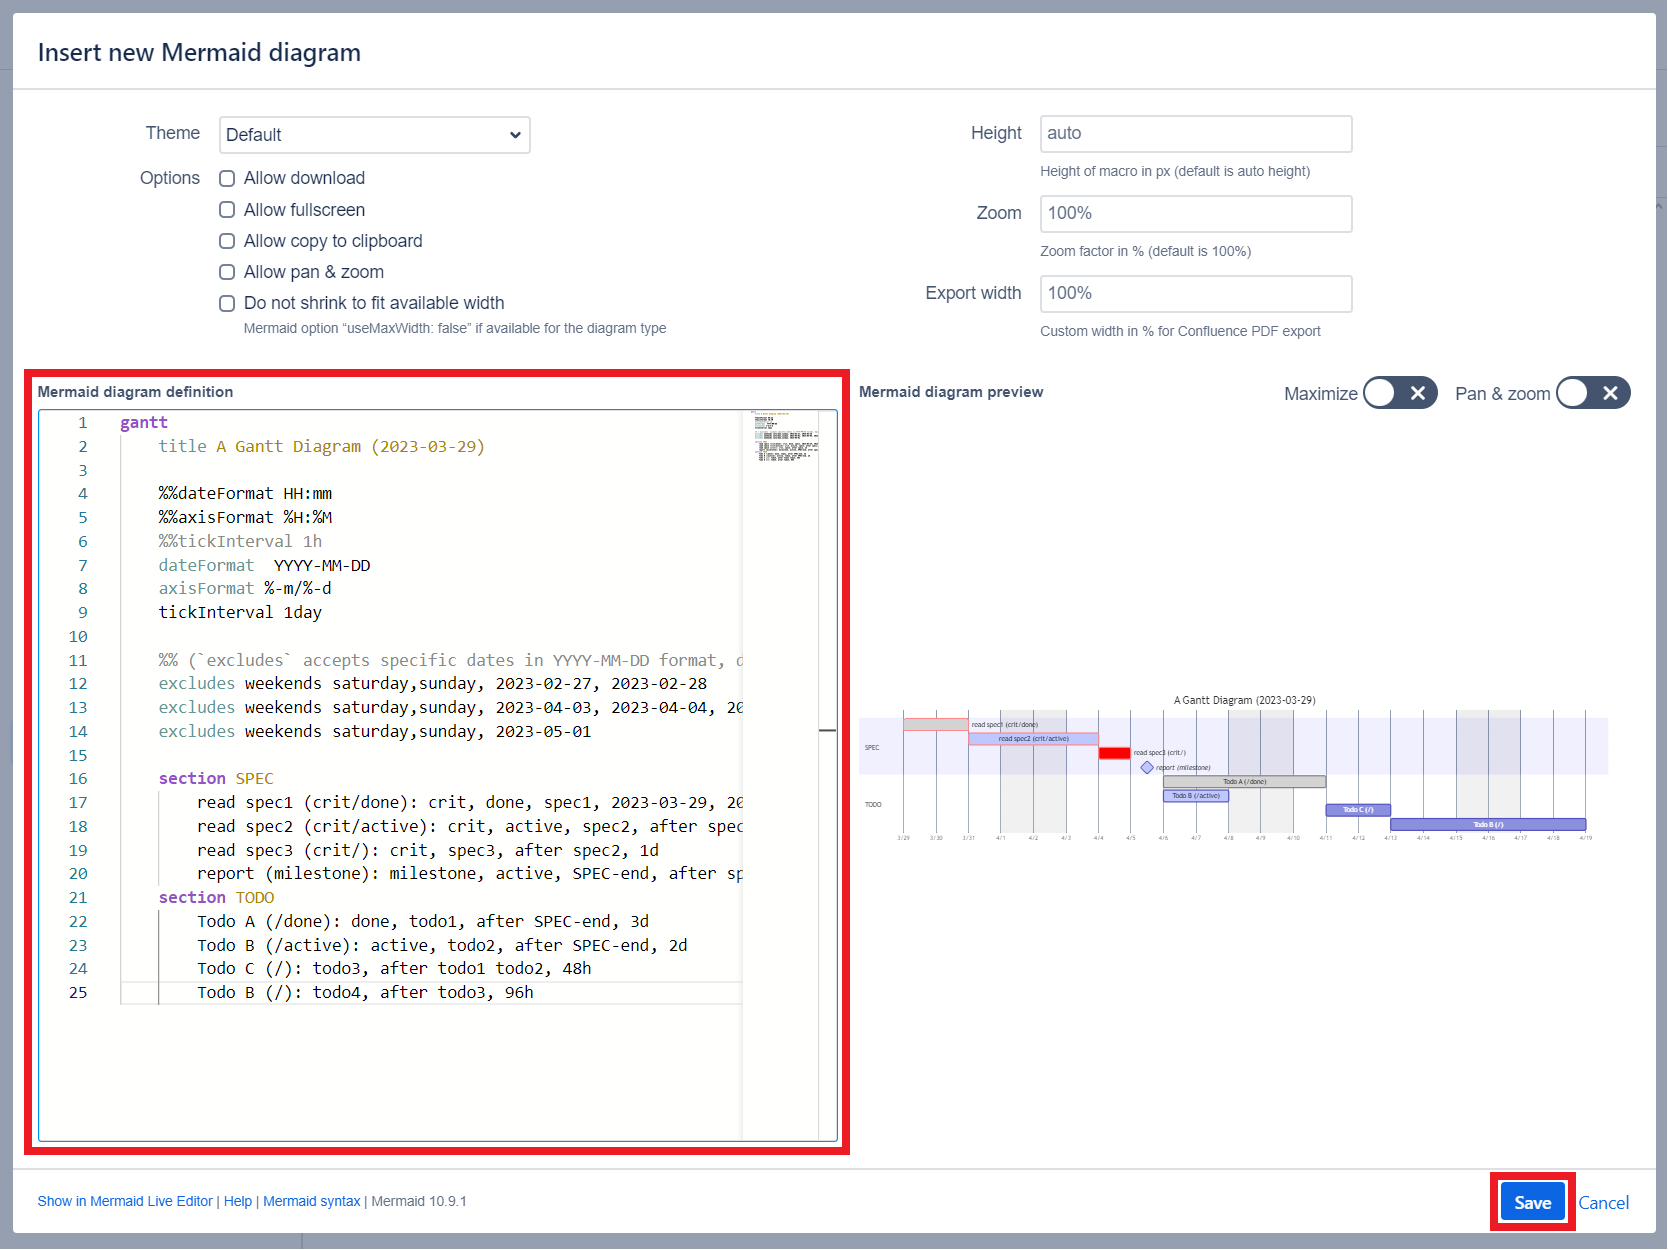 Insert new Mermaid diagram
Theme
Default
Options
Allow download
Allow fullscreen
Allow copy to clipboard
Allow pan & zoom
Do not shrink to fit available width
Mermaid option “useMaxWidth: false” if available for the diagram type
Height
auto
Height of macro in px (default is auto height)
Zoom
100%
Zoom factor in % (default is 100%)
Export width
100%
Custom width in % for Confluence PDF export
Mermaid diagram definition
1 gantt
2 title A Gantt Diagram (2023-03-29)
3
4 %%dateFormat HH:mm
5 %%axisFormat %H:%M
6 %%tickInterval 1h
7 dateFormat  YYYY-MM-DD
8 axisFormat %-m/%-d
9 tickInterval 1day
10
11 %% (`excludes` accepts specific dates in YYYY-MM-DD format, d
12 excludes weekends saturday,sunday, 2023-02-27, 2023-02-28
13 excludes weekends saturday,sunday, 2023-04-03, 2023-04-04, 20
14 excludes weekends saturday,sunday, 2023-05-01
15
16 section SPEC
17 read spec1 (crit/done): crit, done, spec1, 2023-03-29, 20
18 read spec2 (crit/active): crit, active, spec2, after spec
19 read spec3 (crit/): crit, spec3, after spec2, 1d
20 report (milestone): milestone, active, SPEC-end, after sp
21 section TODO
22 Todo A (/done): done, todo1, after SPEC-end, 3d
23 Todo B (/active): active, todo2, after SPEC-end, 2d
24 Todo C (/): todo3, after todo1 todo2, 48h
25 Todo B (/): todo4, after todo3, 96h
Mermaid diagram preview
Maximize
Pan & zoom
A Gantt Diagram (2023-03-29)
read spec1 (crit/done)
read spec2 (crit/active)
SPEC
read spec3 (crit/)
report (milestone)
Todo A (/done)
Todo B (/active)
TODO
Todo C (/)
Todo B (/)
3/29 3/30 3/31 4/1 4/2 4/3 4/4 4/5 4/6 4/7 4/8 4/9 4/10 4/11 4/12 4/13 4/14 4/15 4/16 4/17 4/18 4/19
Show in Mermaid Live Editor | Help | Mermaid syntax | Mermaid 10.9.1
Save
Cancel